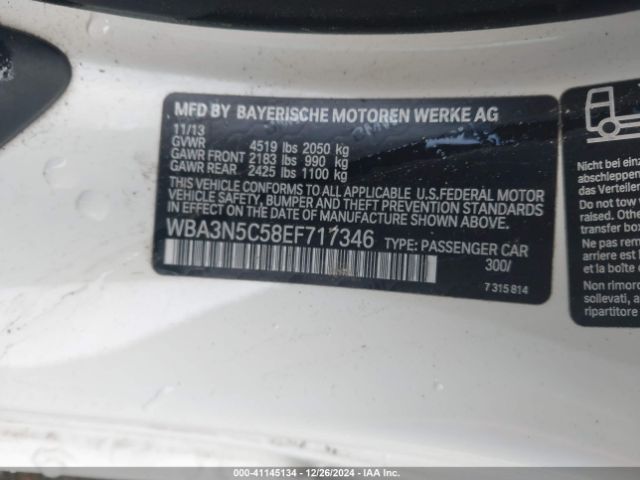 MFD BY BAYERISCHE MOTOREN WERKE AG
11/13
GVWR 4519 lbs 2050 kg
GAWR FRONT 2183 lbs 990 kg
GAWR REAR 2425 lbs 1100 kg
THIS VEHICLE CONFORMS TO ALL APPLICABLE U.S.FEDERAL MOTOR
VEHICLE SAFETY, BUMPER, AND THEFT PREVENTION STANDARDS
IN EFFECT ON THE DATE OF MANUFACTURE SHOWN ABOVE.
WBA3N5C58EF717346 TYPE: PASSENGER CAR
300/
7 315 814
Nicht bei ein
abschleppen
das Verteiler
Do not tow
raised. Other
transfer box
Ne pas remo
arriere est
et la boîte d
Non rimor
sollevati, a
ripartitore
000-41145134 - 12/26/2024 - IAA Inc.